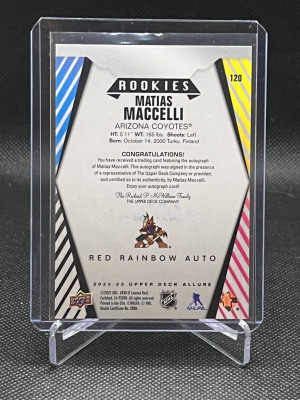 ROOKIES
120
MATIAS
MACCELLI
ARIZONA COYOTES®
HT: 5'11" WT: 165 lbs. Shoots: Left
Born: October 14, 2000 Turku, Finland
CONGRATULATIONS!
You have received a trading card featuring the autograph
of Matias Maccelli. This autograph was signed in the presence
of a representative of The Upper Deck Company or provided,
and certified as to its authenticity, by Matias Maccelli.
Enjoy your autograph card!
The Richard P. McWilliam Family
THE UPPER DECK COMPANY
RED RAINBOW AUTO
2022-23 UPPER DECK ALLURE
NHL
NHLPA